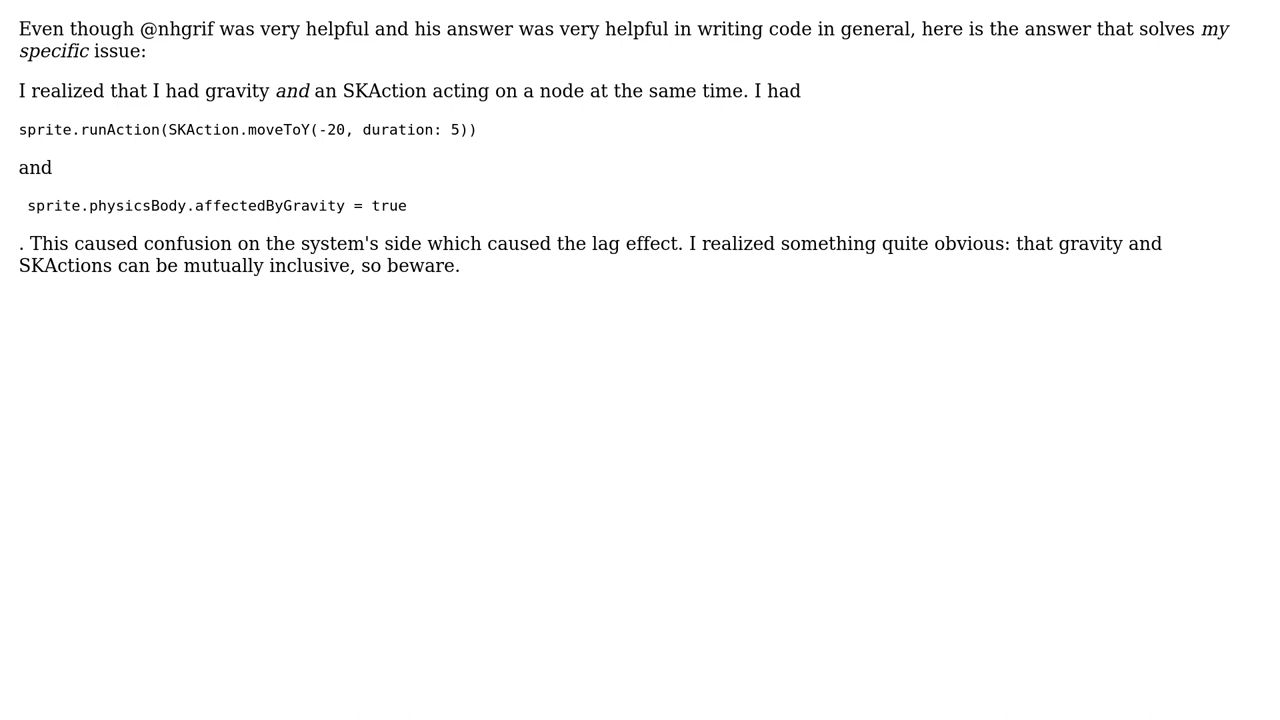 Even though @nhgrif was very helpful and his answer was very helpful in writing code in general, here is the answer that solves my
specific issue:
I realized that I had gravity and an SKAction acting on a node at the same time. I had
sprite.runAction(SKAction.moveToY(-20, duration: 5))
and
sprite.physicsBody.affectedByGravity = true
. This caused confusion on the system's side which caused the lag effect. I realized something quite obvious: that gravity and
SKActions can be mutually inclusive, so beware.